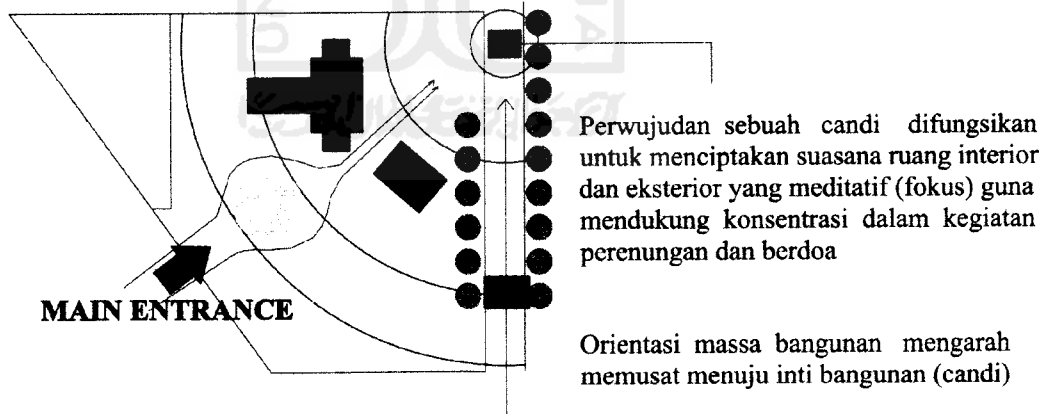 Perwujudan sebuah candi difungsikan
untuk menciptakan suasana ruang interior
dan eksterior yang meditatif (fokus) guna
mendukung konsentrasi dalam kegiatan
perenungan dan berdoa
MAIN ENTRANCE
Orientasi massa bangunan mengarah
memusat menuju inti bangunan (candi)